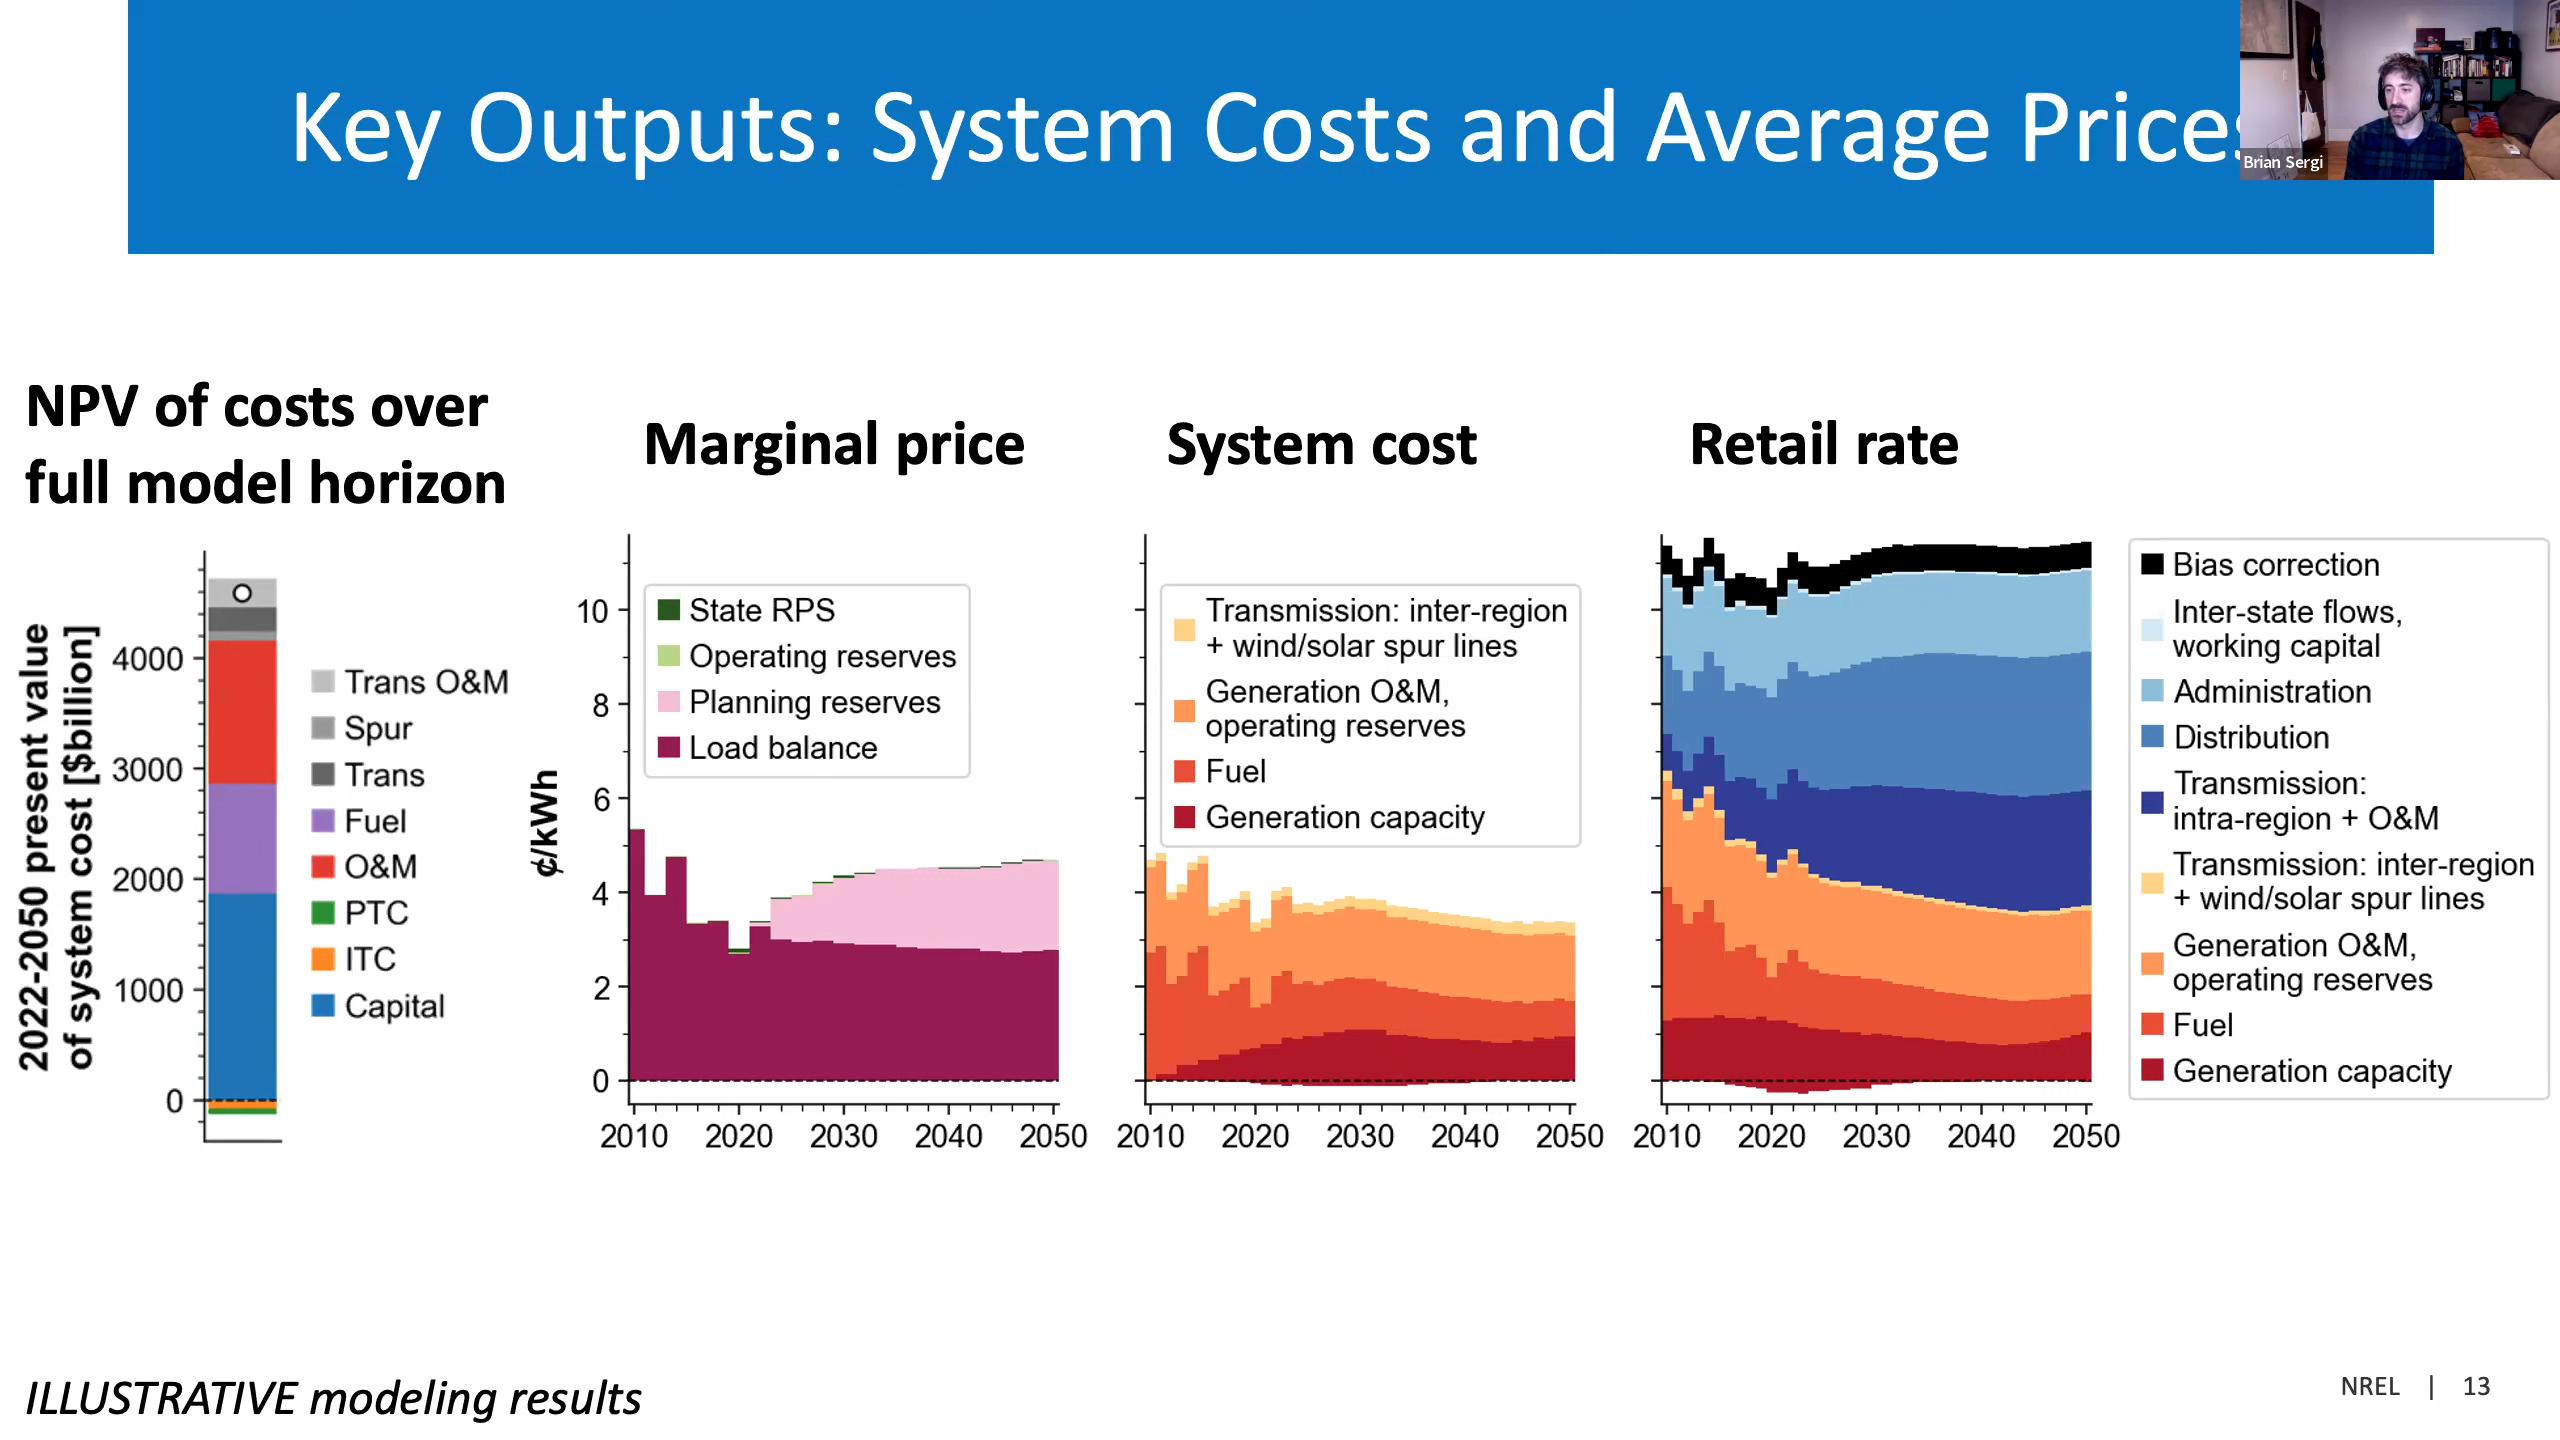 Key Outputs: System Costs and Average Prices
Brian Sergi
NPV of costs over
full model horizon
2022-2050 present value
of system cost [$billion]
4000
3000
2000
1000
0
Trans O&M
Spur
Trans
Fuel
O&M
PTC
ITC
Capital
Marginal price
¢/kWh
10
8
6
4
2
0
State RPS
Operating reserves
Planning reserves
Load balance
2010 2020 2030 2040 2050
System cost
Transmission: inter-region
+ wind/solar spur lines
Generation O&M,
operating reserves
Fuel
Generation capacity
2010 2020 2030 2040 2050
Retail rate
2010 2020 2030 2040 2050
Bias correction
Inter-state flows,
working capital
Administration
Distribution
Transmission:
intra-region + O&M
Transmission: inter-region
+ wind/solar spur lines
Generation O&M,
operating reserves
Fuel
Generation capacity
ILLUSTRATIVE modeling results
NREL | 13